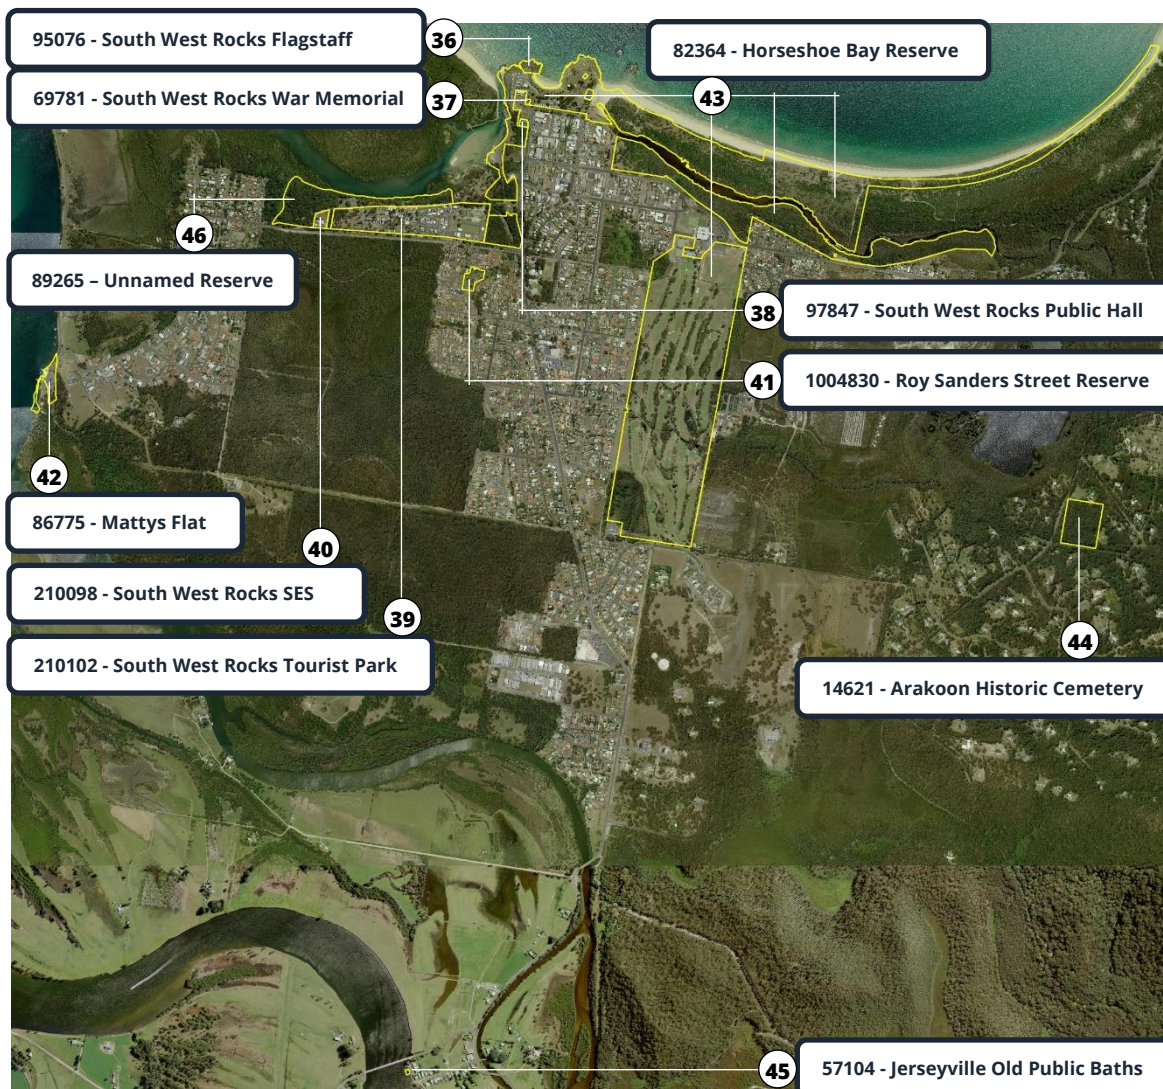 95076 - South West Rocks Flagstaff
36
82364 - Horseshoe Bay Reserve
69781 - South West Rocks War Memorial
37
43
46
89265 – Unnamed Reserve
38
97847 - South West Rocks Public Hall
41
1004830 - Roy Sanders Street Reserve
42
86775 - Mattys Flat
40
210098 - South West Rocks SES
39
210102 - South West Rocks Tourist Park
44
14621 - Arakoon Historic Cemetery
45
57104 - Jerseyville Old Public Baths